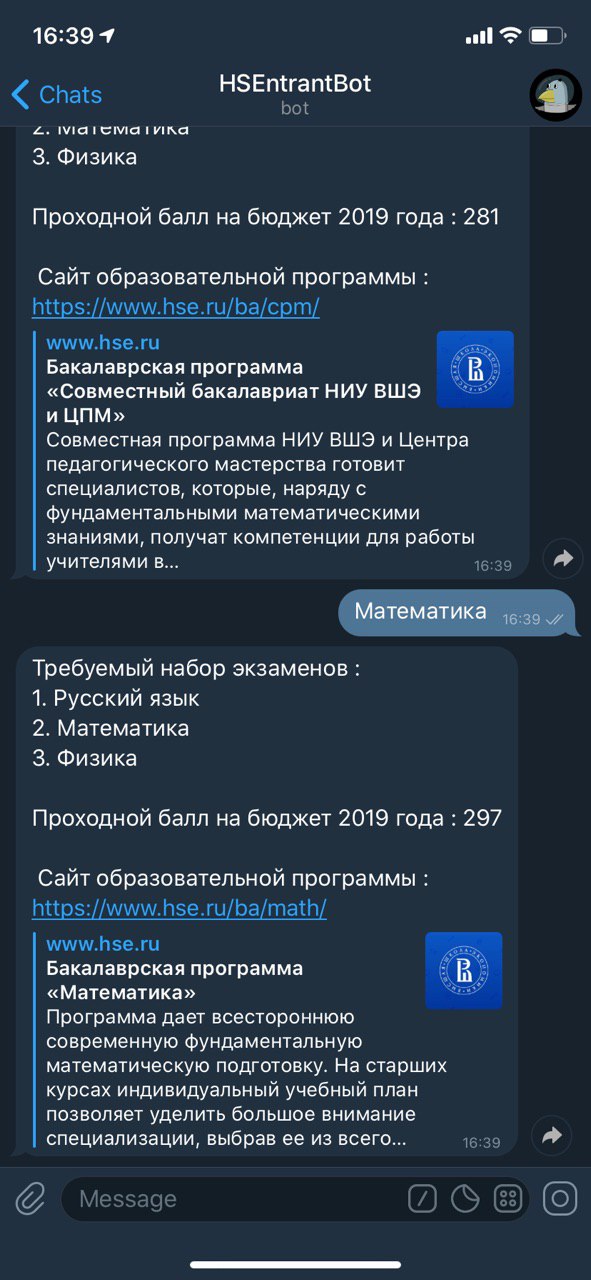 16:39
Chats
HSEntrantBot
bot
2. Математика
3. Физика
Проходной балл на бюджет 2019 года : 281
Сайт образовательной программы :
https://www.hse.ru/ba/cpm/
www.hse.ru
Бакалаврская программа
«Совместный бакалавриат НИУ ВШЭ
и ЦПМ»
Совместная программа НИУ ВШЭ и Центра
педагогического мастерства готовит
специалистов, которые, наряду с
фундаментальными математическими
знаниями, получат компетенции для работы
учителями в...
16:39
Математика 16:39
Требуемый набор экзаменов :
1. Русский язык
2. Математика
3. Физика
Проходной балл на бюджет 2019 года : 297
Сайт образовательной программы :
https://www.hse.ru/ba/math/
www.hse.ru
Бакалаврская программа
«Математика»
Программа дает всестороннюю
современную фундаментальную
математическую подготовку. На старших
курсах индивидуальный учебный план
позволяет уделить большое внимание
специализации, выбрав ее из всего...
16:39
Message